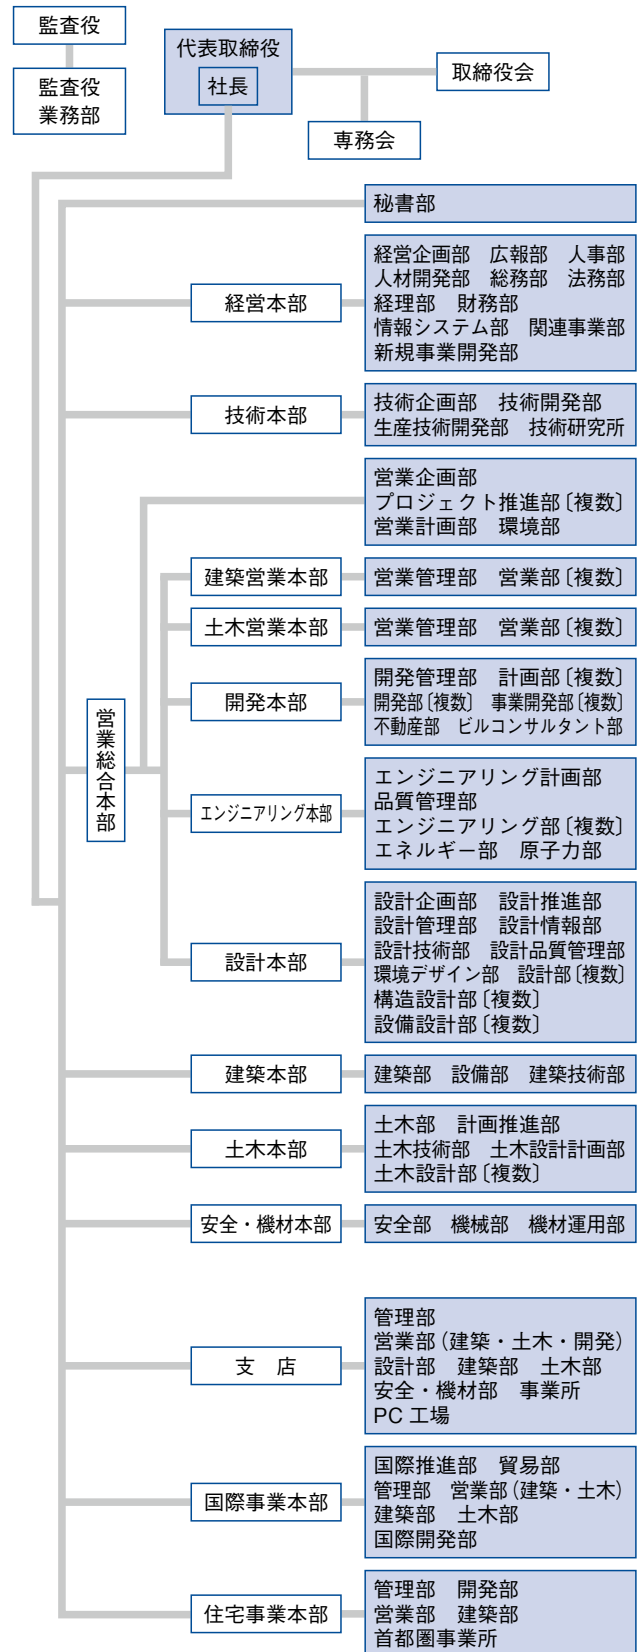 監査役
監査役
業務部
代表取締役
社長
取締役会
専務会
秘書部
経営本部
経営企画部　広報部　人事部
人材開発部　総務部　法務部
経理部　財務部
情報システム部　関連事業部
新規事業開発部
技術本部
技術企画部　技術開発部
生産技術開発部　技術研究所
営業総合本部
営業企画部
プロジェクト推進部〔複数〕
営業計画部　環境部
建築営業本部
営業管理部　営業部〔複数〕
土木営業本部
営業管理部　営業部〔複数〕
開発本部
開発管理部　計画部〔複数〕
開発部〔複数〕　事業開発部〔複数〕
不動産部　ビルコンサルタント部
エンジニアリング本部
エンジニアリング計画部
品質管理部
エンジニアリング部〔複数〕
エネルギー部　原子力部
設計本部
設計企画部　設計推進部
設計管理部　設計情報部
設計技術部　設計品質管理部
環境デザイン部　設計部〔複数〕
構造設計部〔複数〕
設備設計部〔複数〕
建築本部
建築部　設備部　建築技術部
土木本部
土木部　計画推進部
土木技術部　土木設計計画部
土木設計部〔複数〕
安全・機材本部
安全部　機械部　機材運用部
支　店
管理部
営業部（建築・土木・開発）
設計部　建築部　土木部
安全・機材部　事業所
PC 工場
国際事業本部
国際推進部　貿易部
管理部　営業部（建築・土木）
建築部　土木部
国際開発部
住宅事業本部
管理部　開発部
営業部　建築部
首都圏事業所